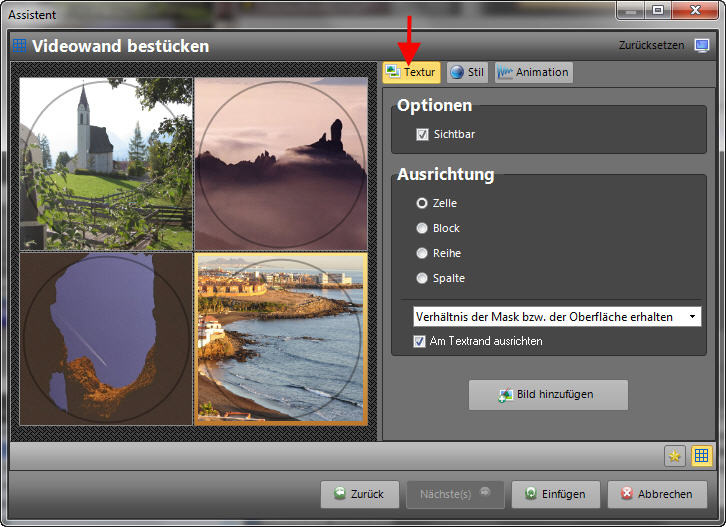 Assistent
Videowand bestücken
Zurücksetzen
Textur
Stil
Animation
Optionen
Sichtbar
Ausrichtung
Zelle
Block
Reihe
Spalte
Verhältnis der Mask bzw. der Oberfläche erhalten
Am Textrand ausrichten
Bild hinzufügen
Zurück
Nächste(s)
Einfügen
Abbrechen